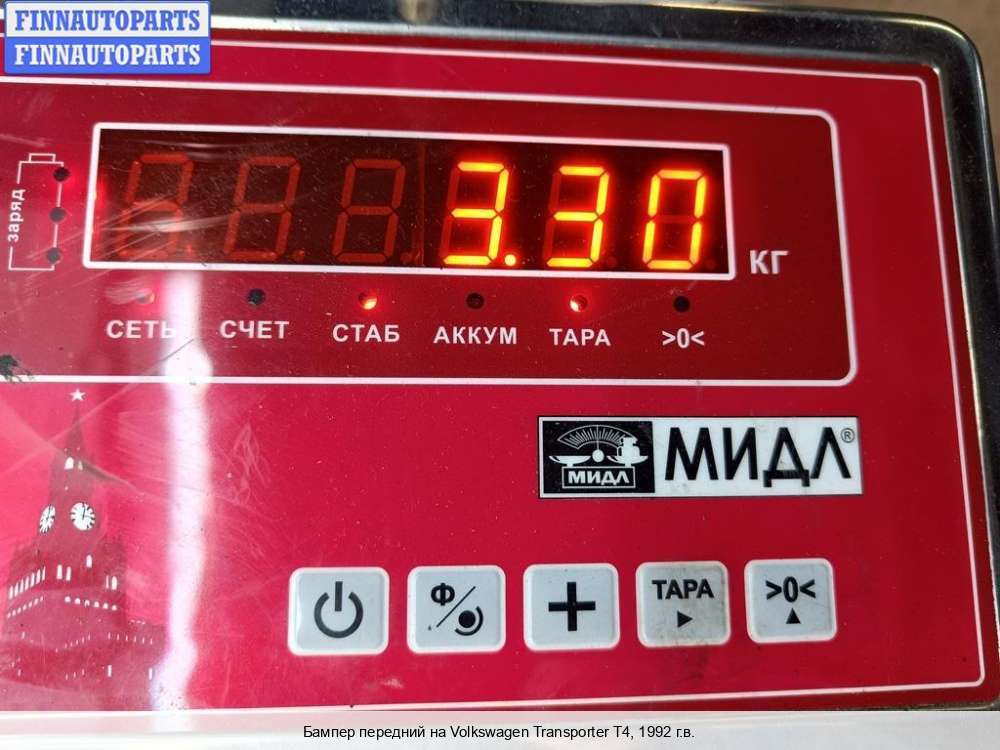 FINNAUTOPARTS
FINNAUTOPARTS
заряд
3.30
КГ
СЕТЬ СЧЕТ СТАБ АККУМ ТАРА >0<
МИДЛ МИДЛ®
Ф ТАРА >0<
Бампер передний на Volkswagen Transporter T4, 1992 г.в.